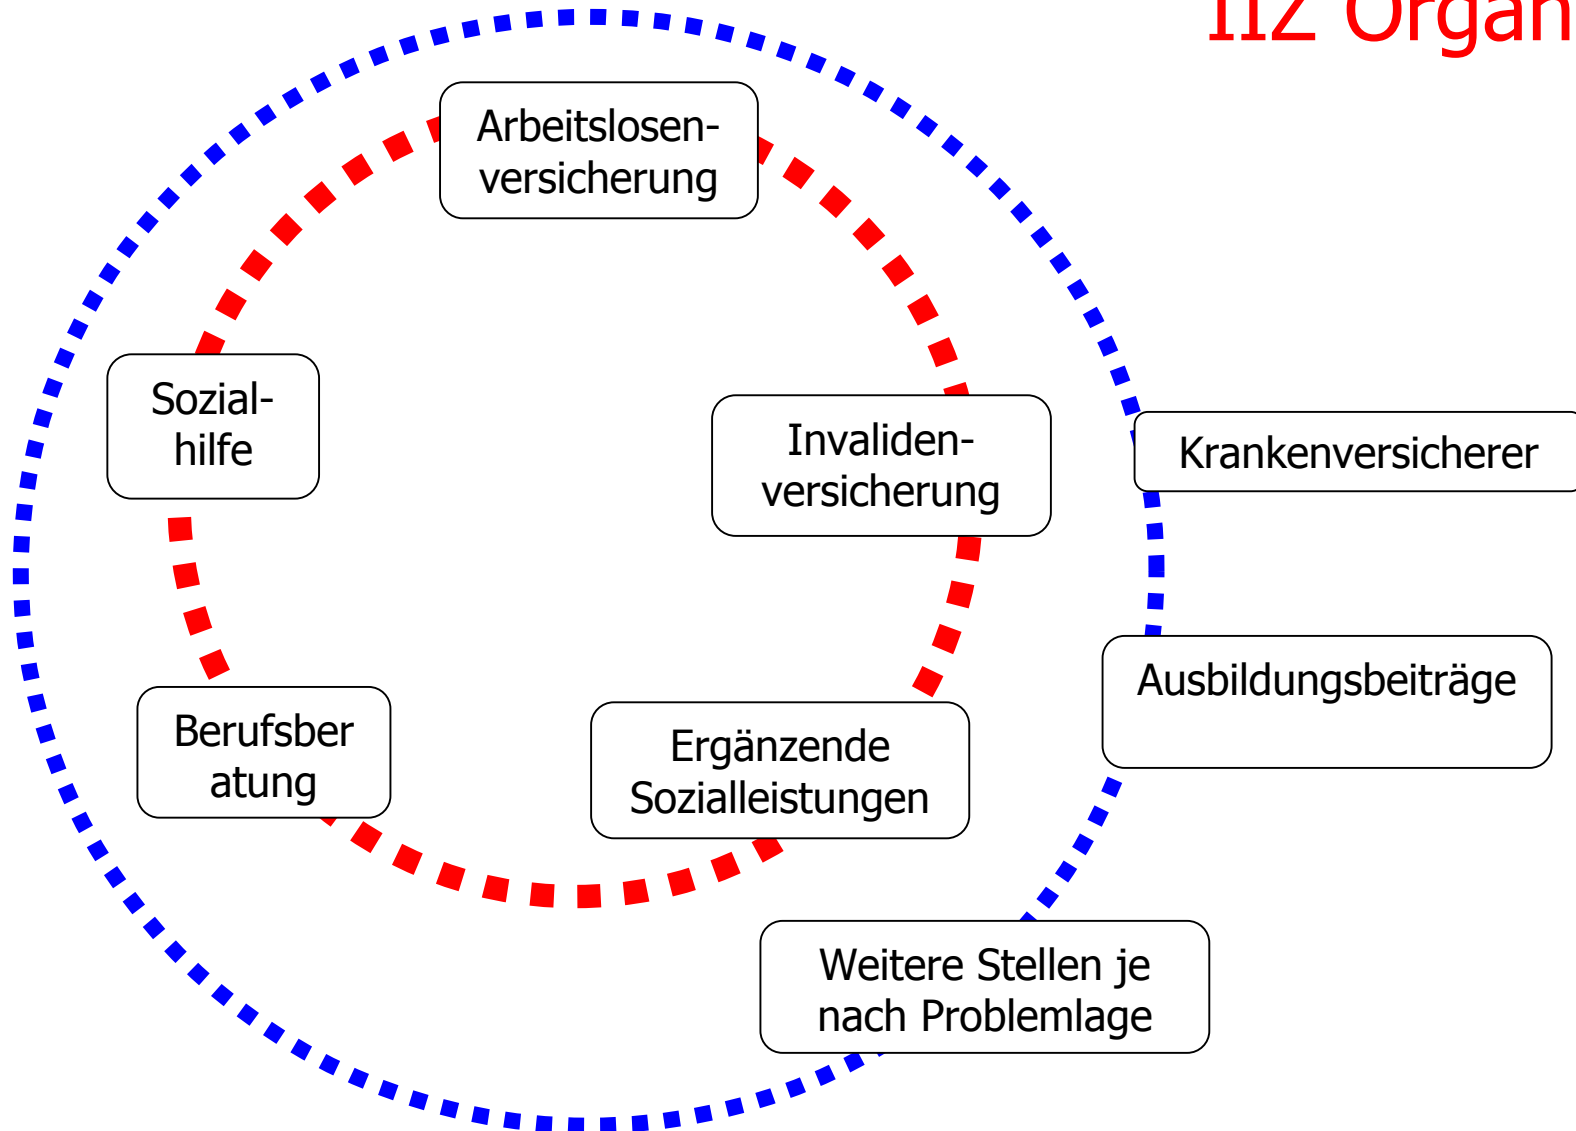 IIZ Organ
Arbeitslosen-
versicherung
Sozial-
hilfe
Invaliden-
versicherung
Krankenversicherer
Ausbildungsbeiträge
Berufsber
atung
Ergänzende
Sozialleistungen
Weitere Stellen je
nach Problemlage